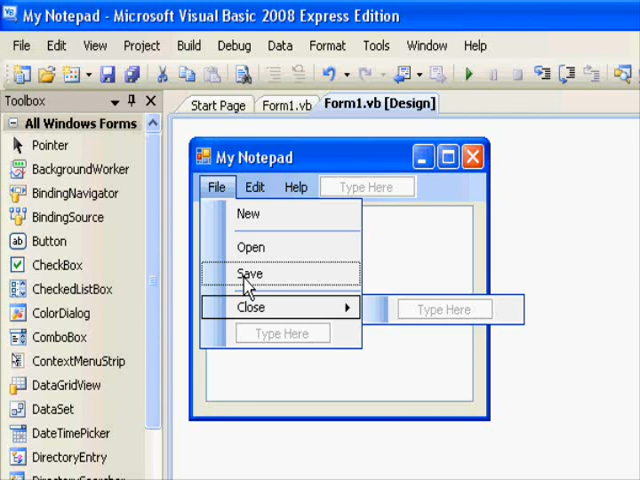 My Notepad - Microsoft Visual Basic 2008 Express Edition
File Edit View Project Build Debug Data Format Tools Window Help
Toolbox
Start Page Form1.vb Form1.vb [Design]
All Windows Forms
Pointer
BackgroundWorker
BindingNavigator
BindingSource
Button
CheckBox
CheckedListBox
ColorDialog
ComboBox
ContextMenuStrip
DataGridView
DataSet
DateTimePicker
DirectoryEntry
My Notepad
File Edit Help Type Here
New
Open
Save
Close Type Here
Type Here